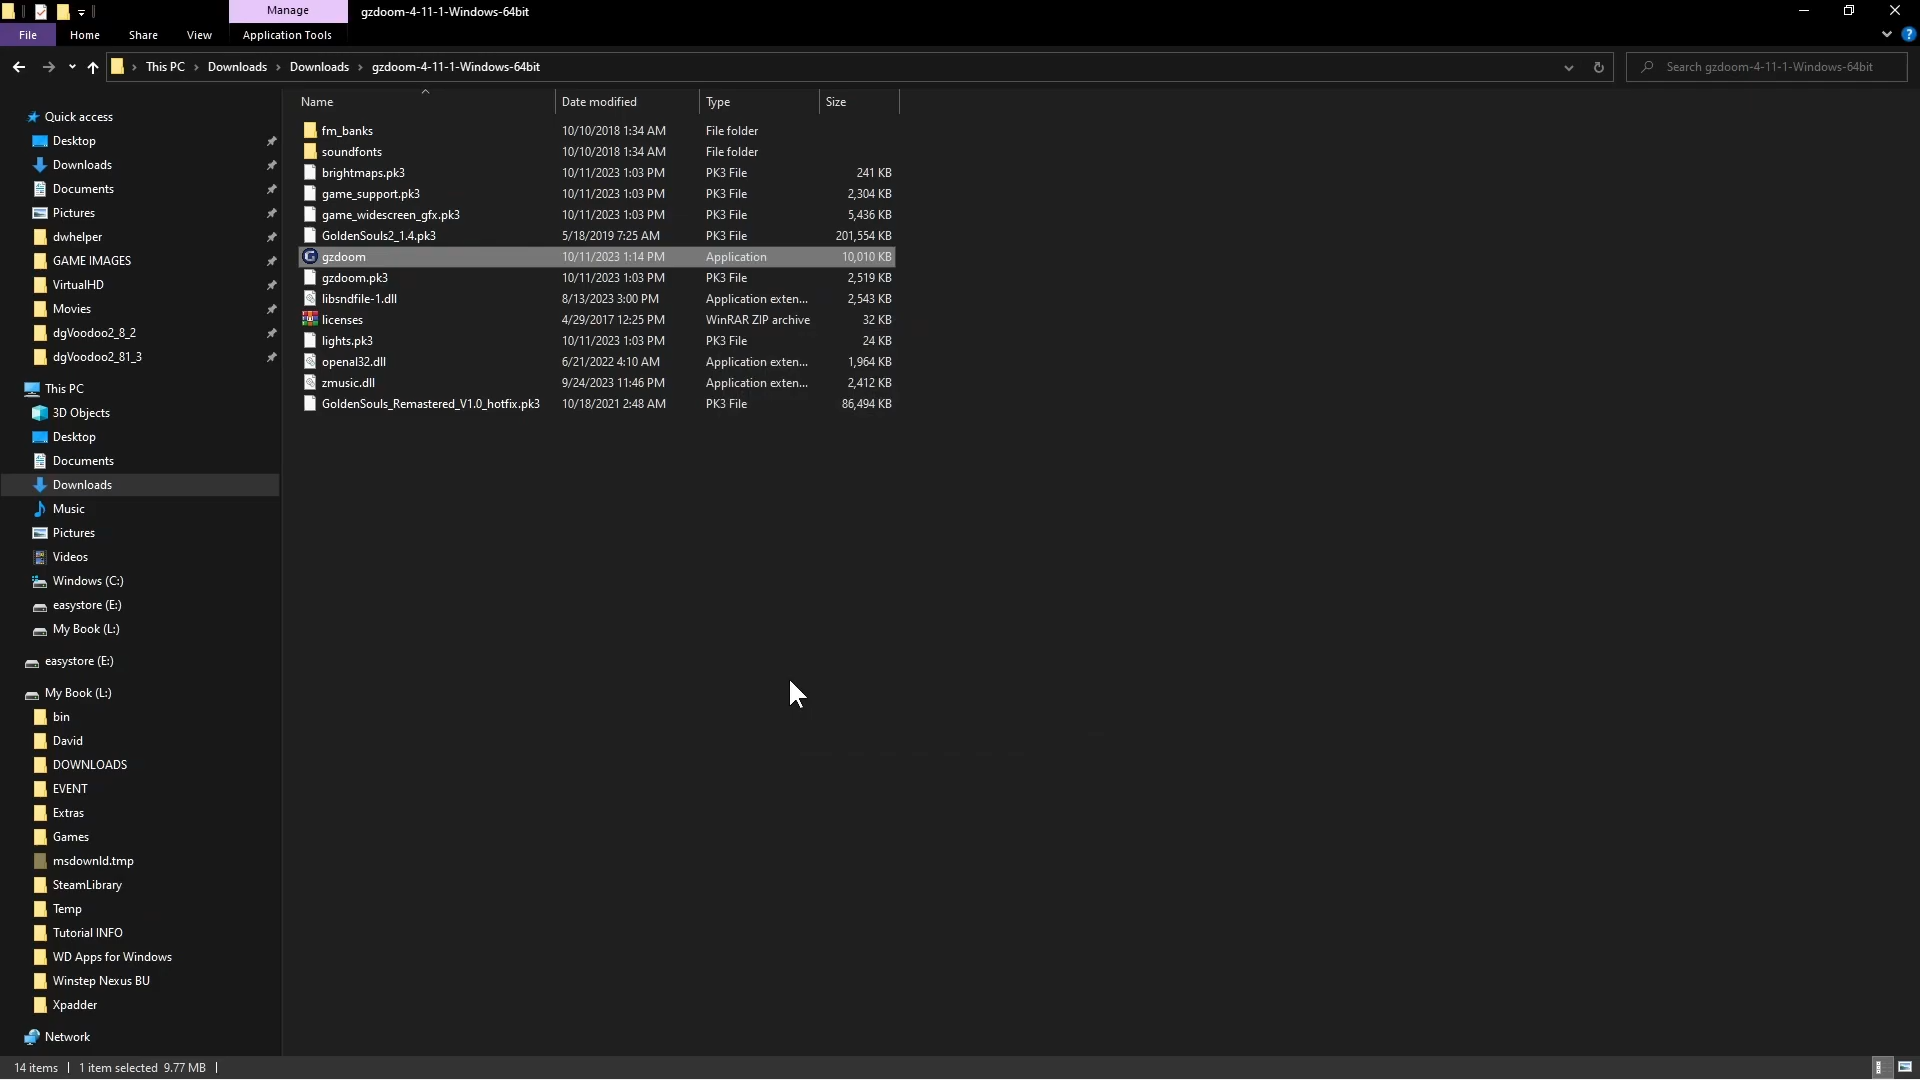 Manage
gzdoom-4-11-1-Windows-64bit
File
Home
Share
View
Application Tools
This PC
Downloads
Downloads
gzdoom-4-11-1-Windows-64bit
Search gzdoom-4-11-1-Windows-64bit
Name Date modified Type Size
fm_banks 10/10/2018 1:34 AM File folder
soundfonts 10/10/2018 1:34 AM File folder
brightmaps.pk3 10/11/2023 1:03 PM PK3 File 241 KB
game_support.pk3 10/11/2023 1:03 PM PK3 File 2,304 KB
game_widescreen_gfx.pk3 10/11/2023 1:03 PM PK3 File 5,436 KB
GoldenSouls2_1.4.pk3 5/18/2019 7:25 AM PK3 File 201,554 KB
gzdoom 10/11/2023 1:14 PM Application 10,010 KB
gzdoom.pk3 10/11/2023 1:03 PM PK3 File 2,519 KB
libsndfile-1.dll 8/13/2023 3:00 PM Application exten... 2,543 KB
licenses 4/29/2017 12:25 PM WinRAR ZIP archive 32 KB
lights.pk3 10/11/2023 1:03 PM PK3 File 24 KB
openal32.dll 6/21/2022 4:10 AM Application exten... 1,964 KB
zmusic.dll 9/24/2023 11:46 PM Application exten... 2,412 KB
GoldenSouls_Remastered_V1.0_hotfix.pk3 10/18/2021 2:48 AM PK3 File 86,494 KB
Quick access
Desktop
Downloads
Documents
Pictures
dwhelper
GAME IMAGES
VirtualHD
Movies
dgVoodoo2_8_2
dgVoodoo2_81_3
This PC
3D Objects
Desktop
Documents
Downloads
Music
Pictures
Videos
Windows (C:)
easystore (E:)
My Book (L:)
easystore (E:)
My Book (L:)
bin
David
DOWNLOADS
EVENT
Extras
Games
msdownld.tmp
SteamLibrary
Temp
Tutorial INFO
WD Apps for Windows
Winstep Nexus BU
Xpadder
Network
14 items
1 item selected 9.77 MB